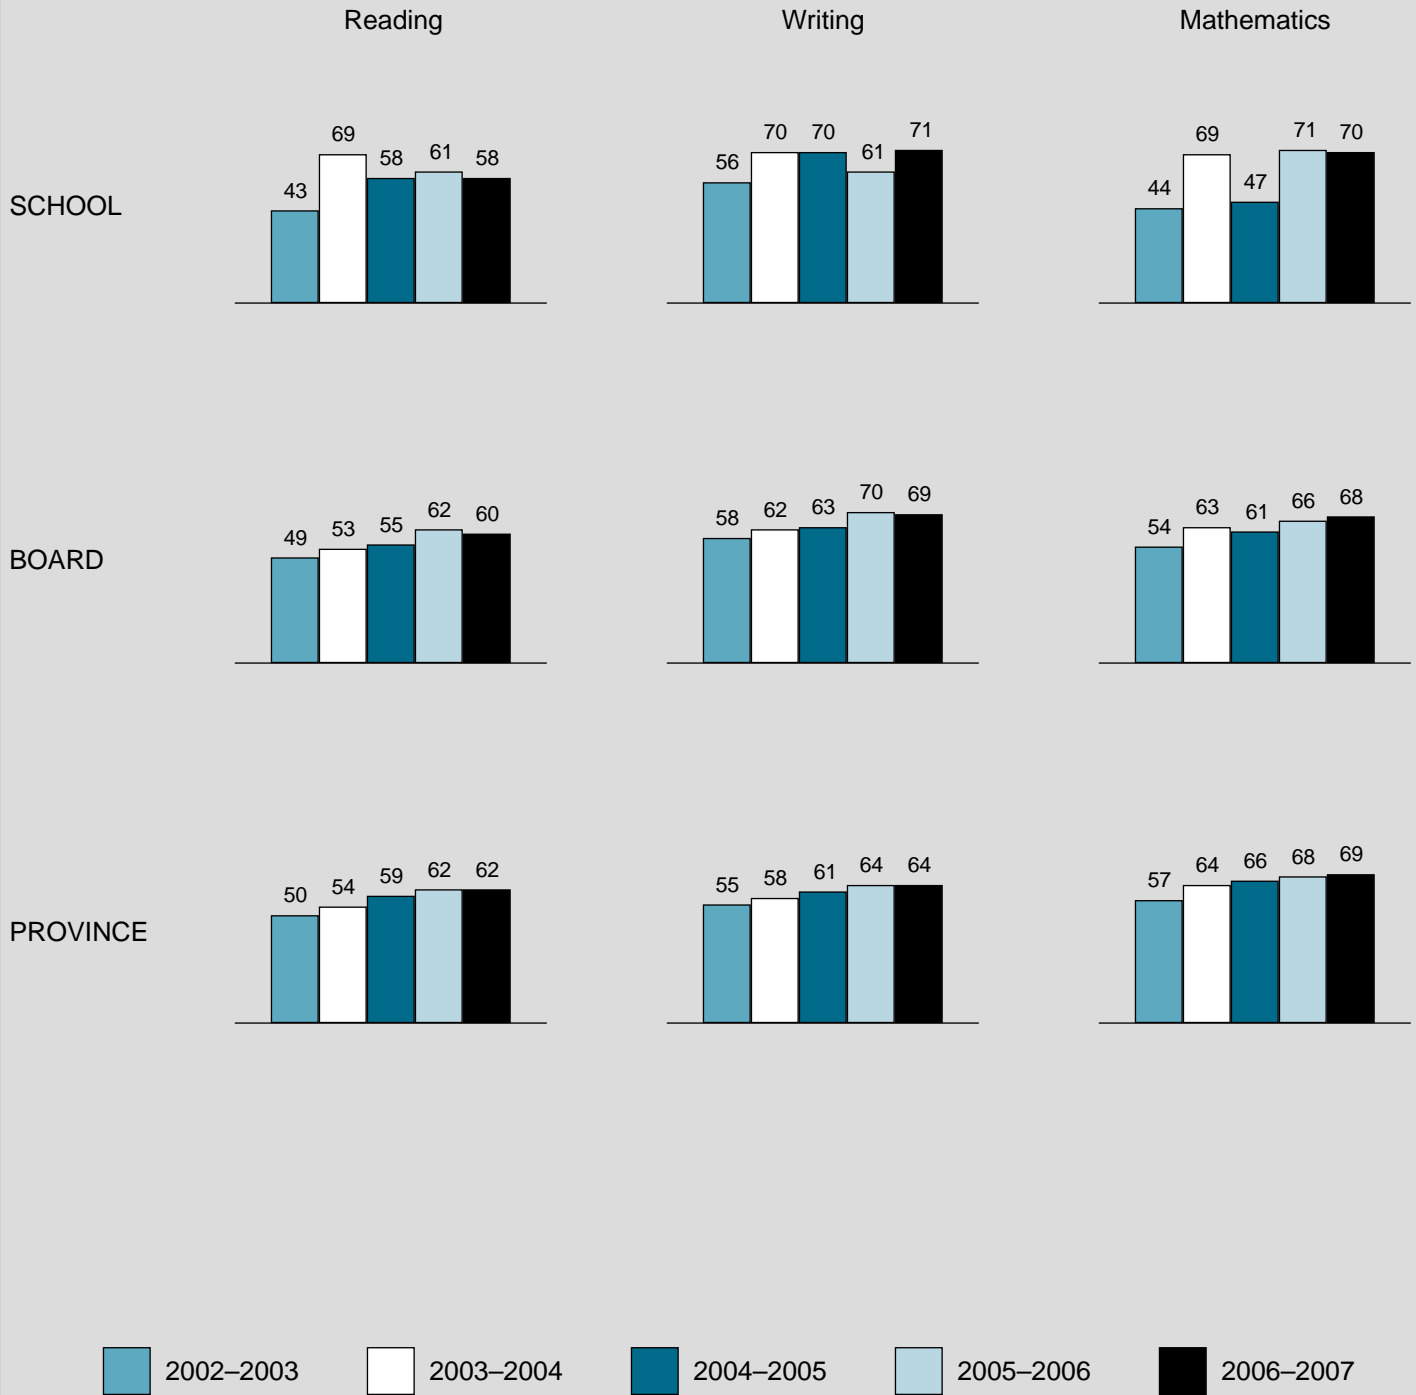 Reading Writing Mathematics
SCHOOL
43 69 58 61 58
56 70 70 61 71
44 69 47 71 70
BOARD
49 53 55 62 60
58 62 63 70 69
54 63 61 66 68
PROVINCE
50 54 59 62 62
55 58 61 64 64
57 64 66 68 69
2002–2003 2003–2004 2004–2005 2005–2006 2006–2007